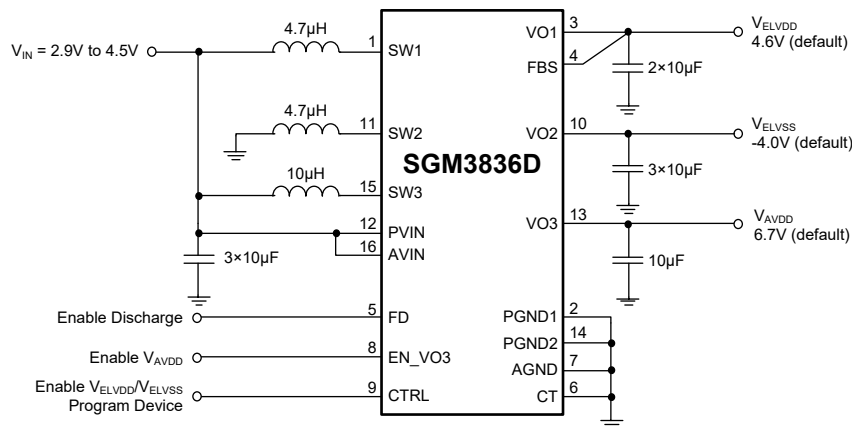 V_IN = 2.9V to 4.5V
4.7μH
1
SW1
4.7μH
11
SW2
10μH
15
SW3
12
PVIN
16
AVIN
3×10μF
Enable Discharge
5
FD
Enable V_AVDD
8
EN_VO3
Enable V_ELVDD/V_ELVSS
Program Device
9
CTRL
SGM3836D
VO1
3
V_ELVDD
4.6V (default)
FBS
4
2×10μF
VO2
10
V_ELVSS
-4.0V (default)
3×10μF
VO3
13
V_AVDD
6.7V (default)
10μF
PGND1
2
PGND2
14
AGND
7
CT
6